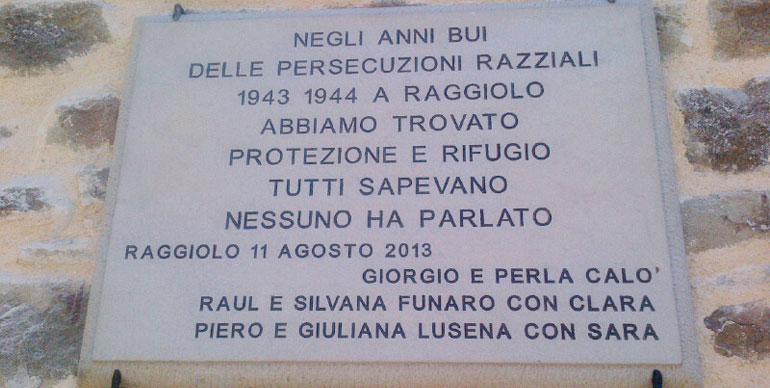 NEGLI ANNI BUI
DELLE PERSECUZIONI RAZZIALI
1943 1944 A RAGGIOLO
ABBIAMO TROVATO
PROTEZIONE E RIFUGIO
TUTTI SAPEVANO
NESSUNO HA PARLATO
RAGGIOLO 11 AGOSTO 2013
GIORGIO E PERLA CALO'
RAUL E SILVANA FUNARO CON CLARA
PIERO E GIULIANA LUSENA CON SARA